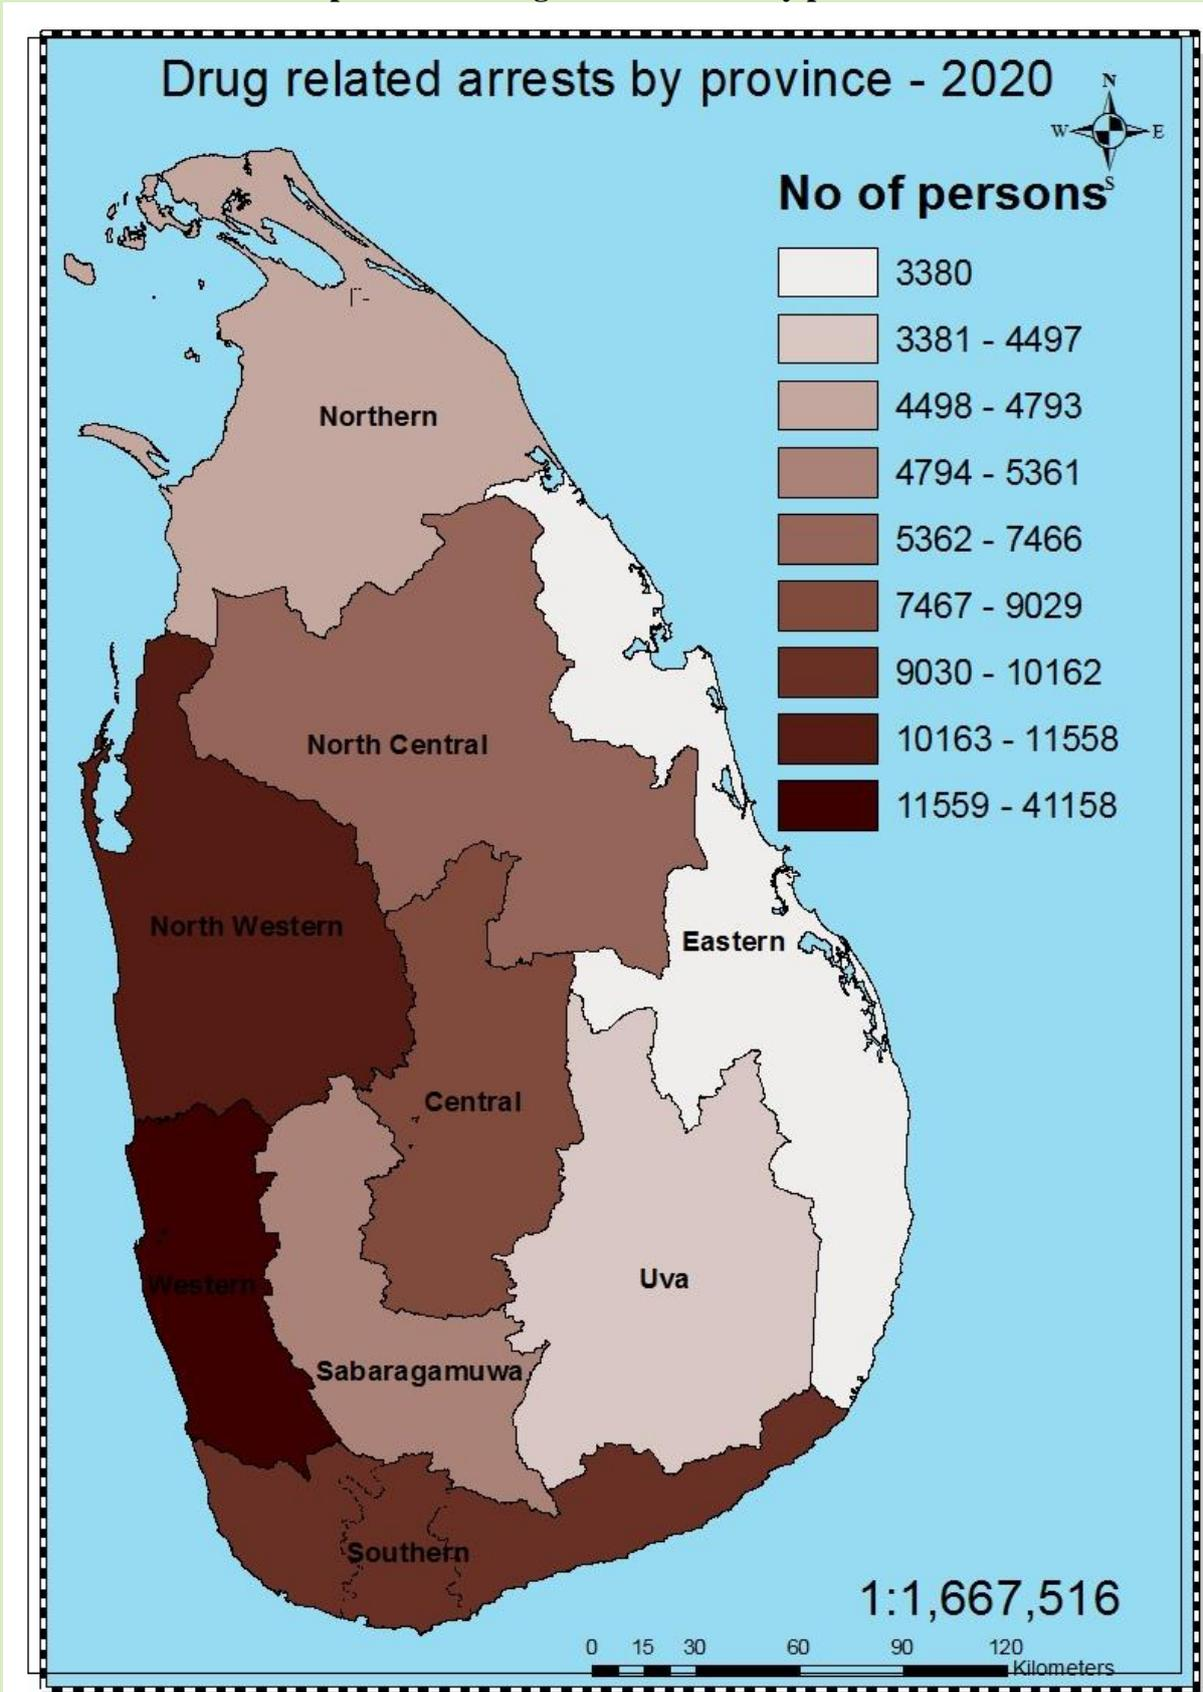 Drug related arrests by province - 2020
N
W E
S
No of persons
3380
3381 - 4497
4498 - 4793
4794 - 5361
5362 - 7466
7467 - 9029
9030 - 10162
10163 - 11558
11559 - 41158
Northern
North Central
North Western
Eastern
Central
Uva
Western
Sabaragamuwa
Southern
1:1,667,516
0 15 30 60 90 120
Kilometers